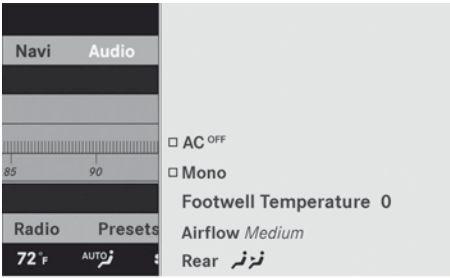 Navi Audio
85 90
Radio Presets
72°F AUTO
□ AC OFF
□ Mono
Footwell Temperature 0
Airflow Medium
Rear